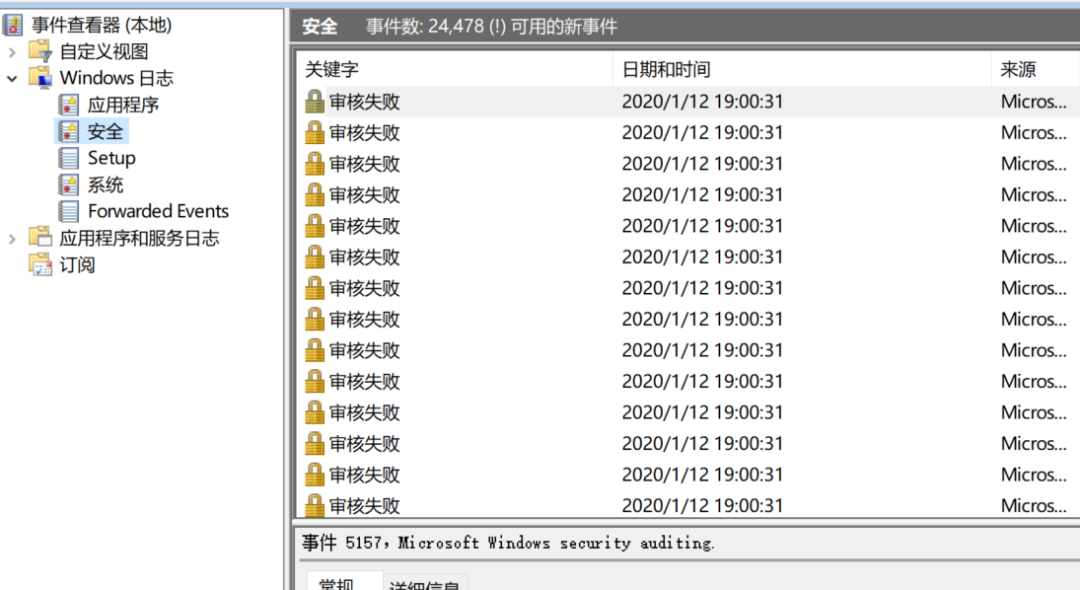 事件查看器 (本地)
自定义视图
Windows 日志
应用程序
安全
Setup
系统
Forwarded Events
应用程序和服务日志
订阅
安全 事件数: 24,478 (!) 可用的新事件
关键字 日期和时间 来源
审核失败 2020/1/12 19:00:31 Micros...
审核失败 2020/1/12 19:00:31 Micros...
审核失败 2020/1/12 19:00:31 Micros...
审核失败 2020/1/12 19:00:31 Micros...
审核失败 2020/1/12 19:00:31 Micros...
审核失败 2020/1/12 19:00:31 Micros...
审核失败 2020/1/12 19:00:31 Micros...
审核失败 2020/1/12 19:00:31 Micros...
审核失败 2020/1/12 19:00:31 Micros...
审核失败 2020/1/12 19:00:31 Micros...
审核失败 2020/1/12 19:00:31 Micros...
审核失败 2020/1/12 19:00:31 Micros...
审核失败 2020/1/12 19:00:31 Micros...
审核失败 2020/1/12 19:00:31 Micros...
事件 5157，Microsoft Windows security auditing.
常规 详细信息